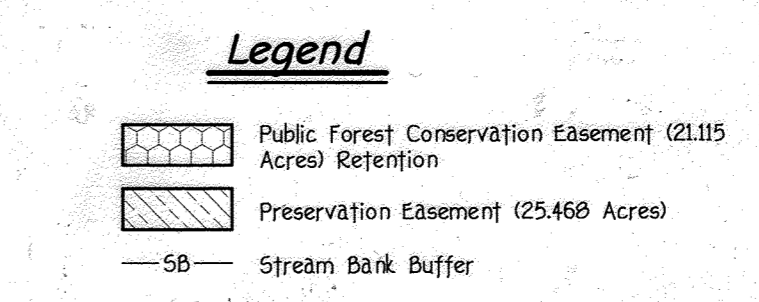 Legend
Public Forest Conservation Easement (21.115
Acres) Retention
Preservation Easement (25.468 Acres)
SB
Stream Bank Buffer